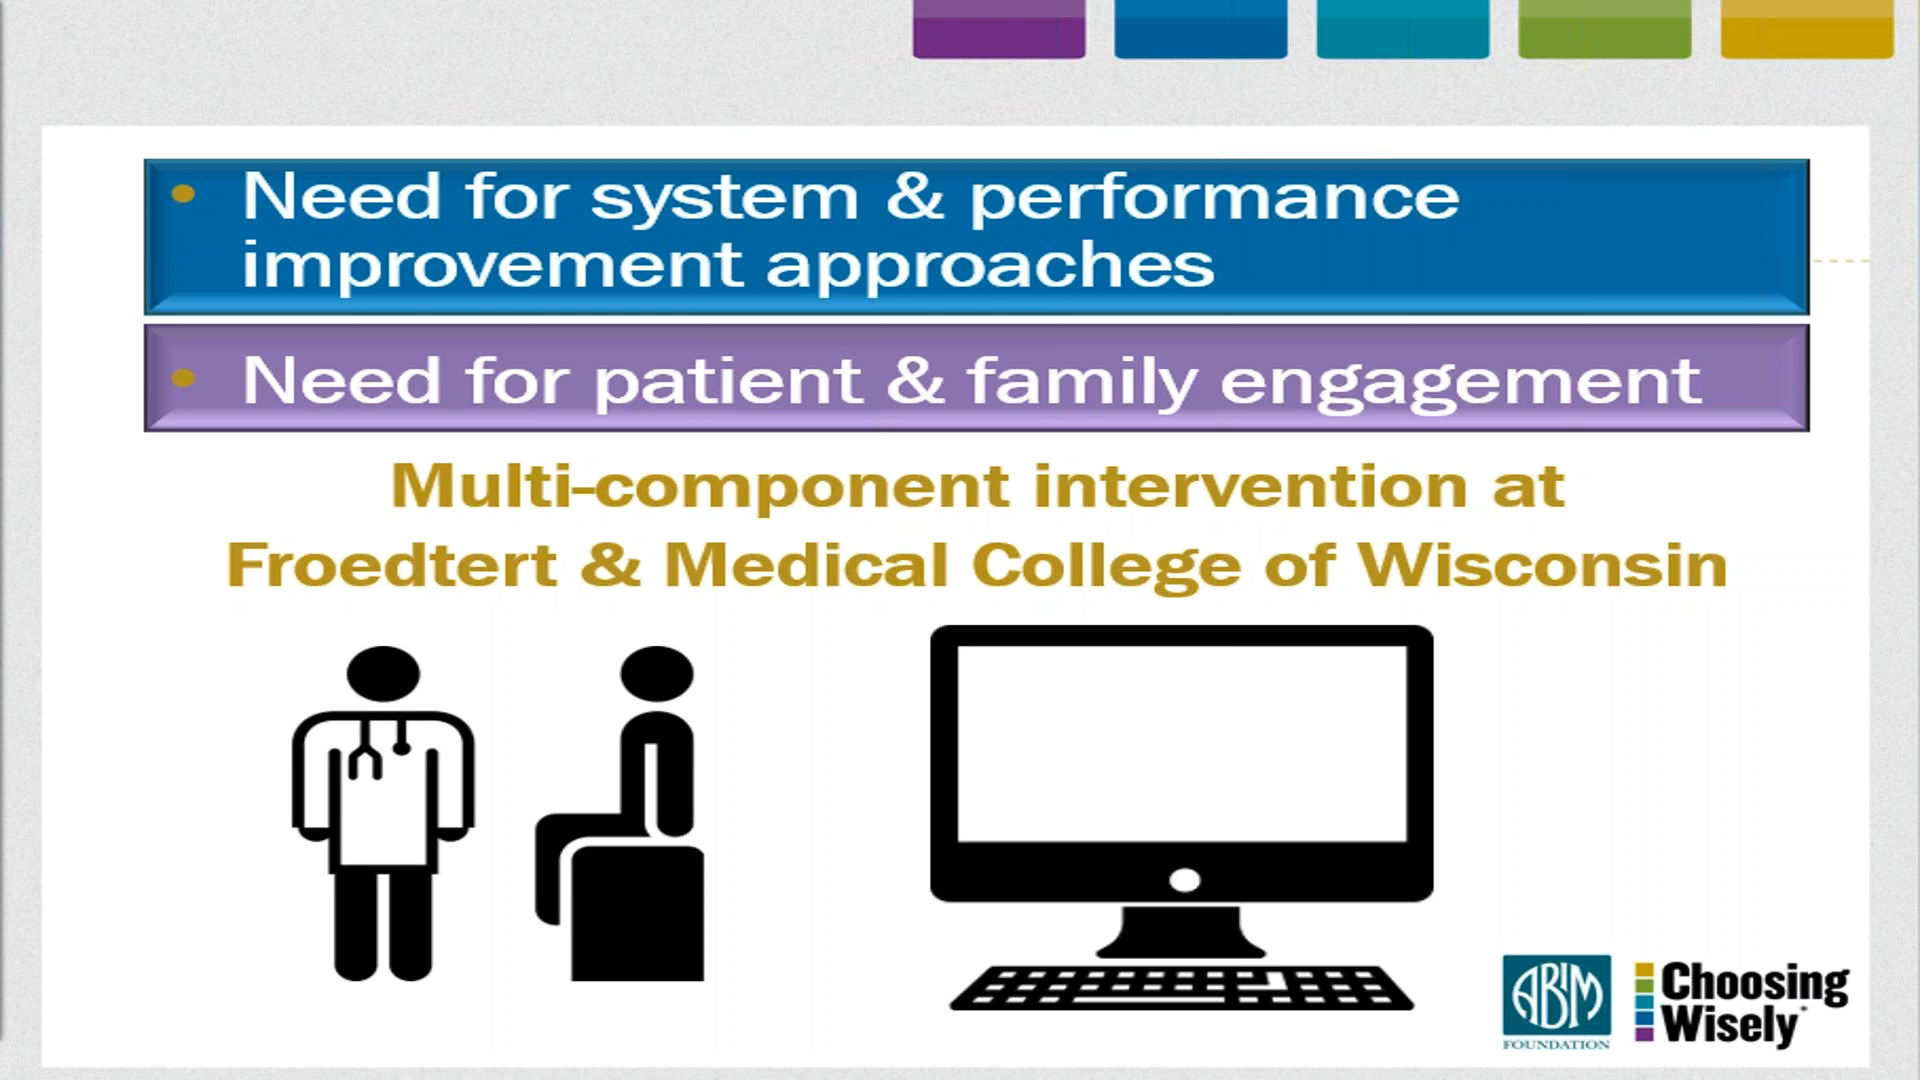 • Need for system & performance
improvement approaches
• Need for patient & family engagement
Multi-component intervention at
Froedtert & Medical College of Wisconsin
ABIM
FOUNDATION
Choosing
Wisely